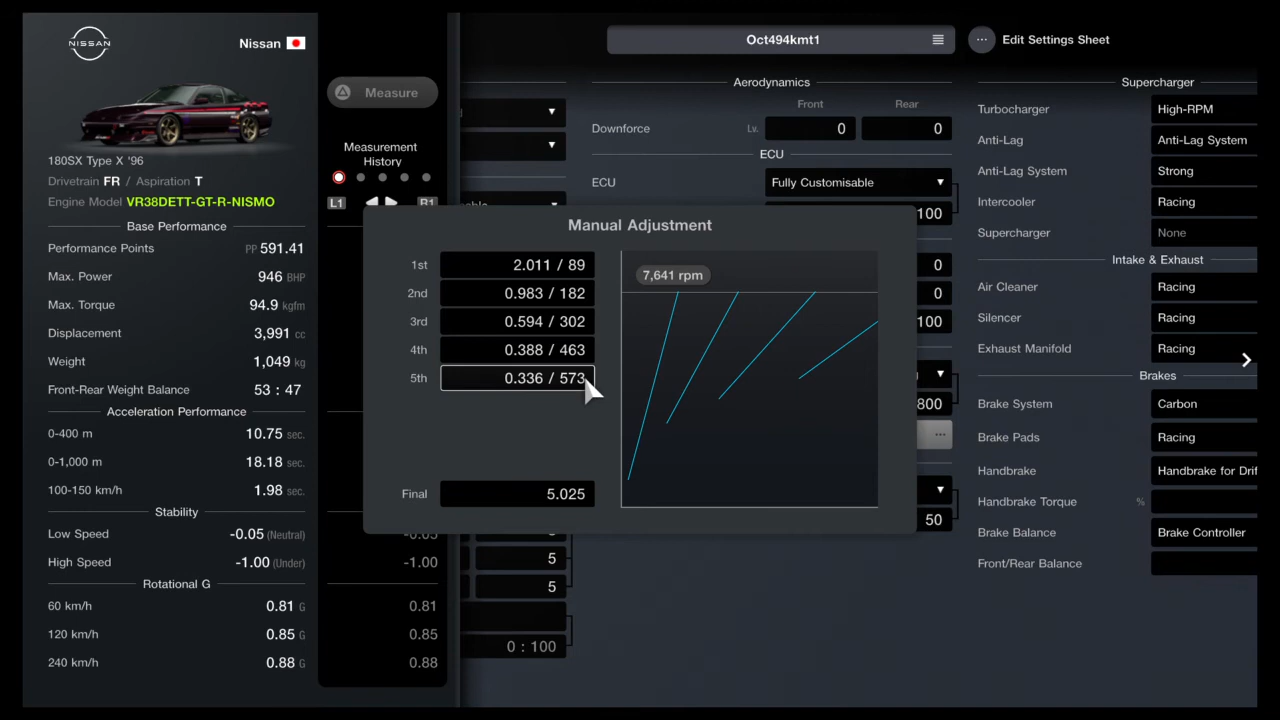 NISSAN
Nissan
180SX Type X '96
Drivetrain FR / Aspiration T
Engine Model VR38DETT-GT-R-NISMO
Base Performance
Performance Points PP 591.41
Max. Power 946 BHP
Max. Torque 94.9 kgfm
Displacement 3,991 cc
Weight 1,049 kg
Front-Rear Weight Balance 53 : 47
Acceleration Performance
0-400 m 10.75 sec.
0-1,000 m 18.18 sec.
100-150 km/h 1.98 sec.
Stability
Low Speed -0.05 (Neutral)
High Speed -1.00 (Under)
Rotational G
60 km/h 0.81 G
120 km/h 0.85 G
240 km/h 0.88 G
Measure
Measurement
History
L1 R1
-1.00
0.81
0.85
0.88
Oct494kmt1
Edit Settings Sheet
Aerodynamics
Front Rear
Downforce Lv. 0 0
ECU
ECU Fully Customisable
100
0
0
100
800
50
5
5
0 : 100
Manual Adjustment
1st 2.011 / 89
2nd 0.983 / 182
3rd 0.594 / 302
4th 0.388 / 463
5th 0.336 / 573
Final 5.025
7,641 rpm
Supercharger
Turbocharger High-RPM
Anti-Lag Anti-Lag System
Anti-Lag System Strong
Intercooler Racing
Supercharger None
Intake & Exhaust
Air Cleaner Racing
Silencer Racing
Exhaust Manifold Racing
Brakes
Brake System Carbon
Brake Pads Racing
Handbrake Handbrake for Drif
Handbrake Torque %
Brake Balance Brake Controller
Front/Rear Balance